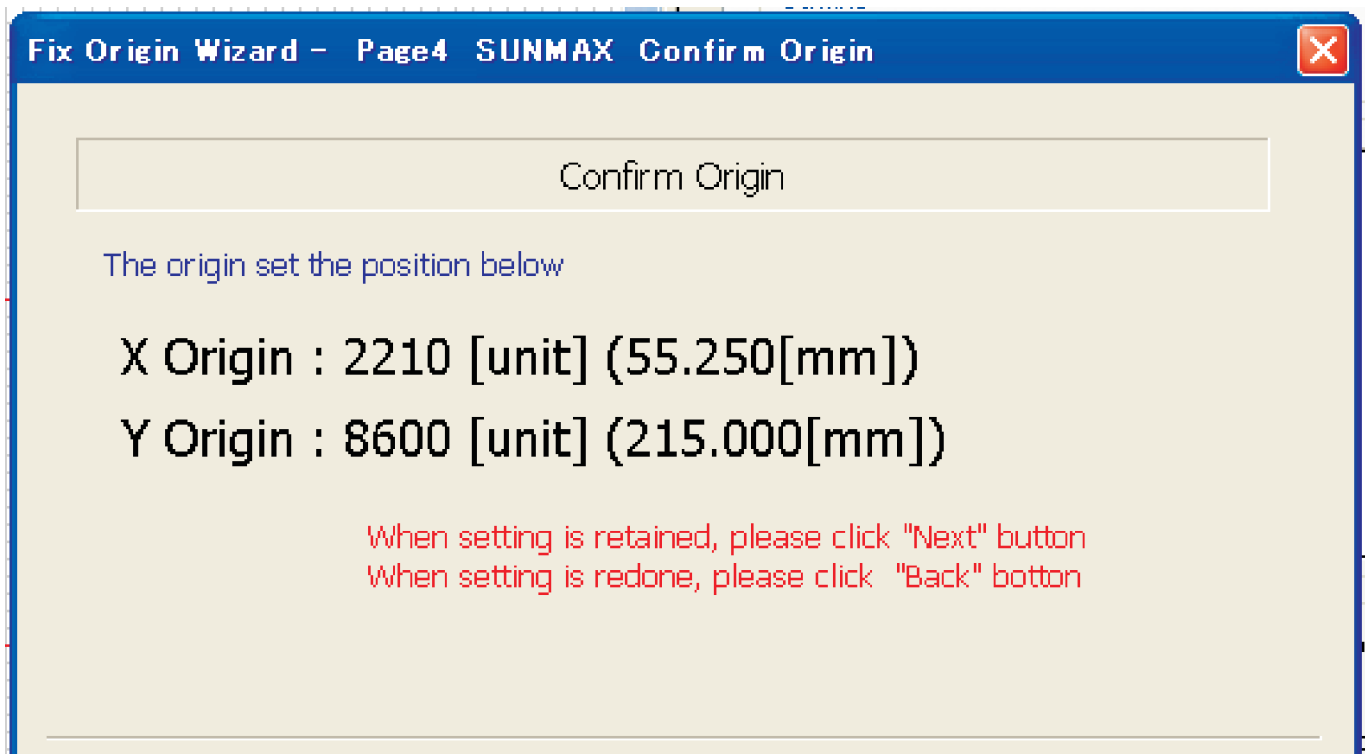 Fix Origin Wizard - Page4 SUNMAX Confirm Origin
Confirm Origin
The origin set the position below
X Origin : 2210 [unit] (55.250[mm])
Y Origin : 8600 [unit] (215.000[mm])
When setting is retained, please click "Next" button
When setting is redone, please click "Back" botton